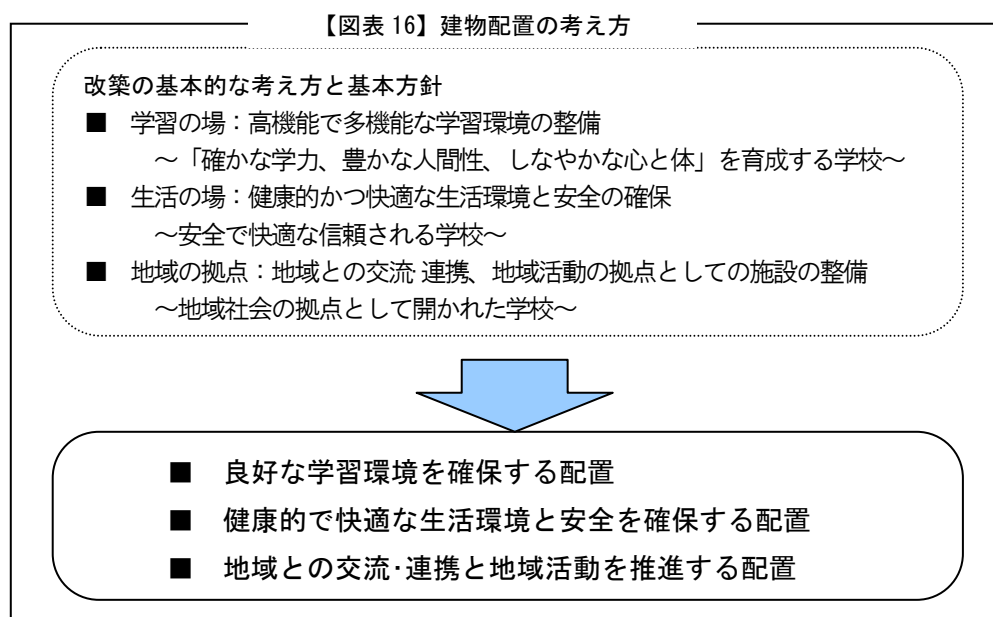 【図表 16】建物配置の考え方
改築の基本的な考え方と基本方針
■ 学習の場：高機能で多機能な学習環境の整備
～「確かな学力、豊かな人間性、しなやかな心と体」を育成する学校～
■ 生活の場：健康的かつ快適な生活環境と安全の確保
～安全で快適な信頼される学校～
■ 地域の拠点：地域との交流･連携、地域活動の拠点としての施設の整備
～地域社会の拠点として開かれた学校～
■ 良好な学習環境を確保する配置
■ 健康的で快適な生活環境と安全を確保する配置
■ 地域との交流･連携と地域活動を推進する配置